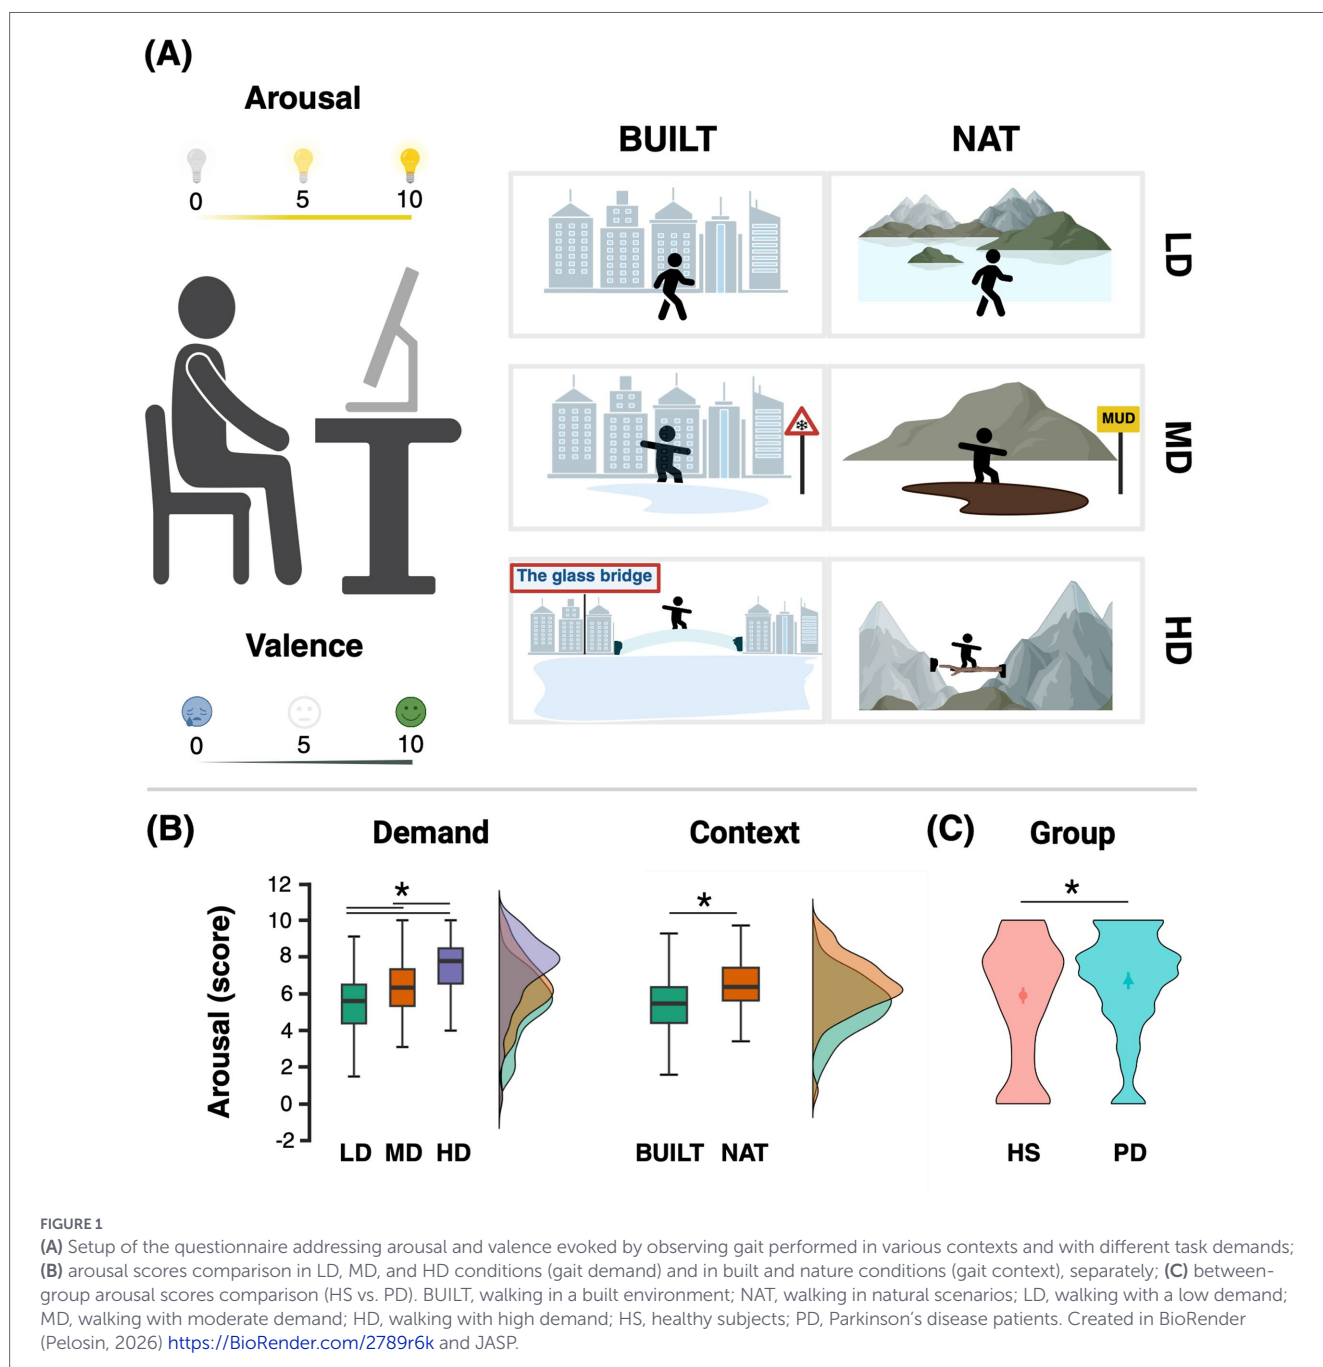 (A)
Arousal
0 5 10
BUILT NAT
LD
MUD
MD
The glass bridge
HD
Valence
0 5 10
(B) Demand Context (C) Group
Arousal (score)
12
10
8
6
4
2
0
-2
*
*
*
LD MD HD
BUILT NAT
HS PD
FIGURE 1
(A) Setup of the questionnaire addressing arousal and valence evoked by observing gait performed in various contexts and with different task demands;
(B) arousal scores comparison in LD, MD, and HD conditions (gait demand) and in built and nature conditions (gait context), separately; (C) between-
group arousal scores comparison (HS vs. PD). BUILT, walking in a built environment; NAT, walking in natural scenarios; LD, walking with a low demand;
MD, walking with moderate demand; HD, walking with high demand; HS, healthy subjects; PD, Parkinson's disease patients. Created in BioRender
(Pelosin, 2026) https://BioRender.com/2789r6k and JASP.